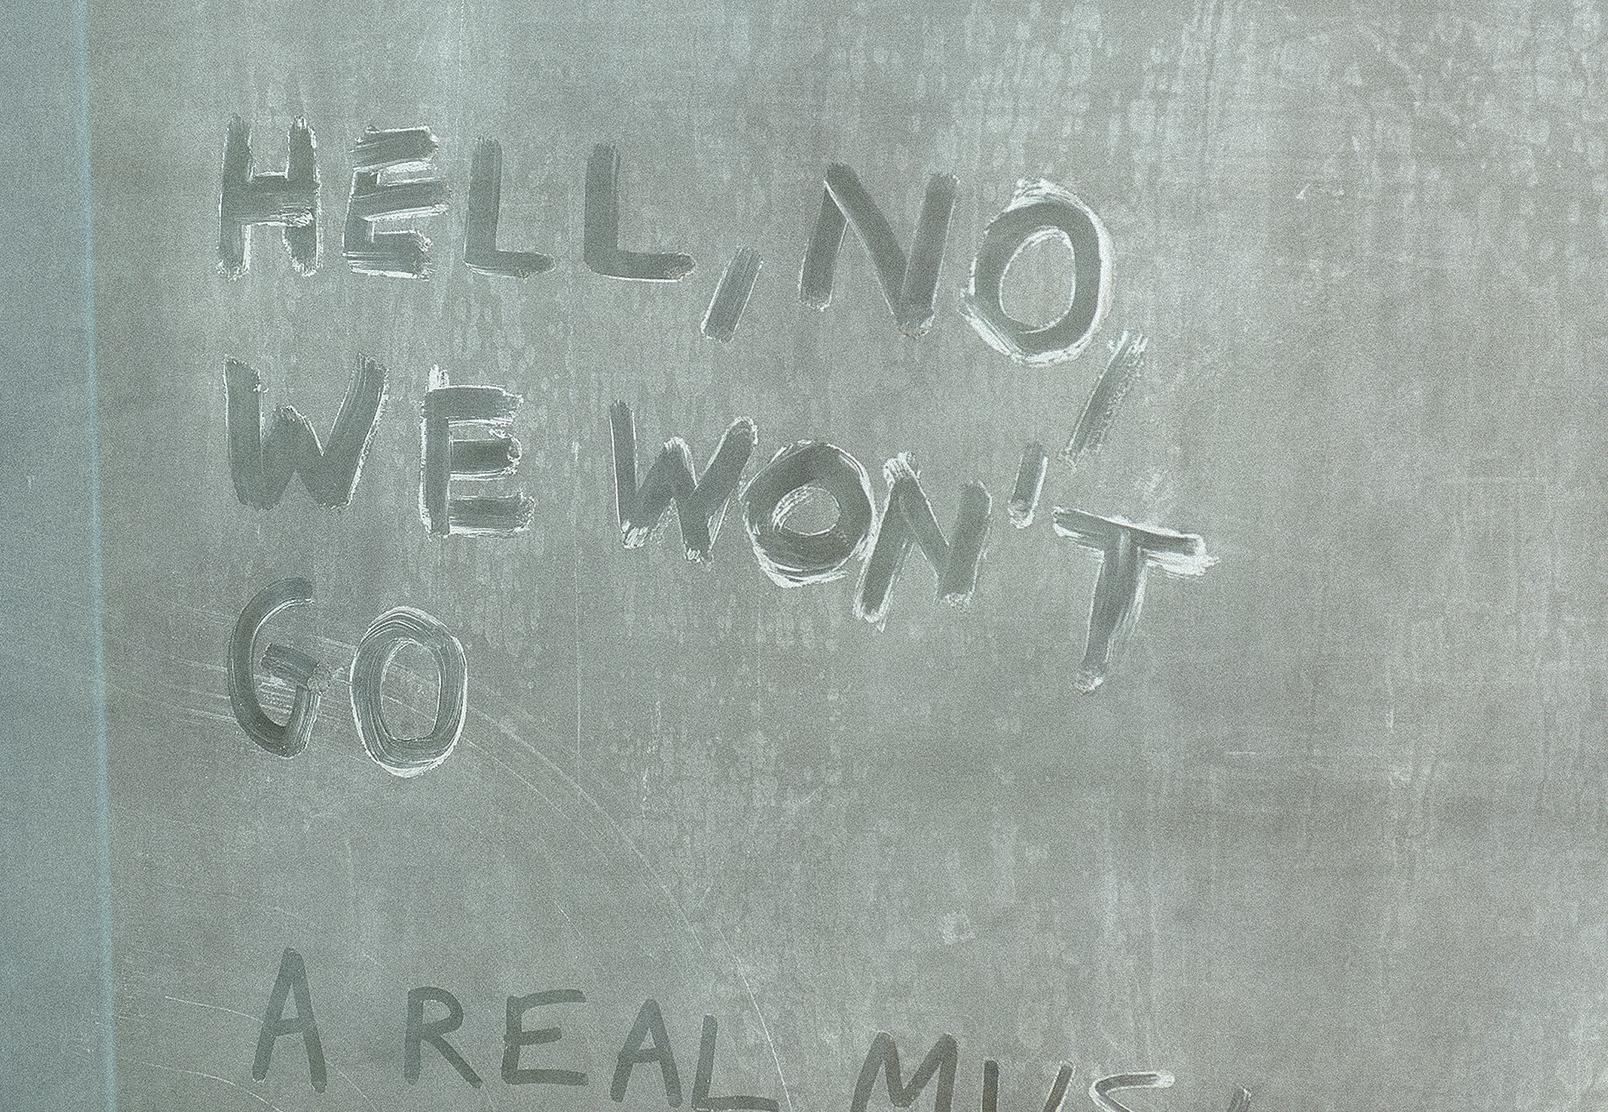 HELL, NO,
WE WON'T
GO
A REAL